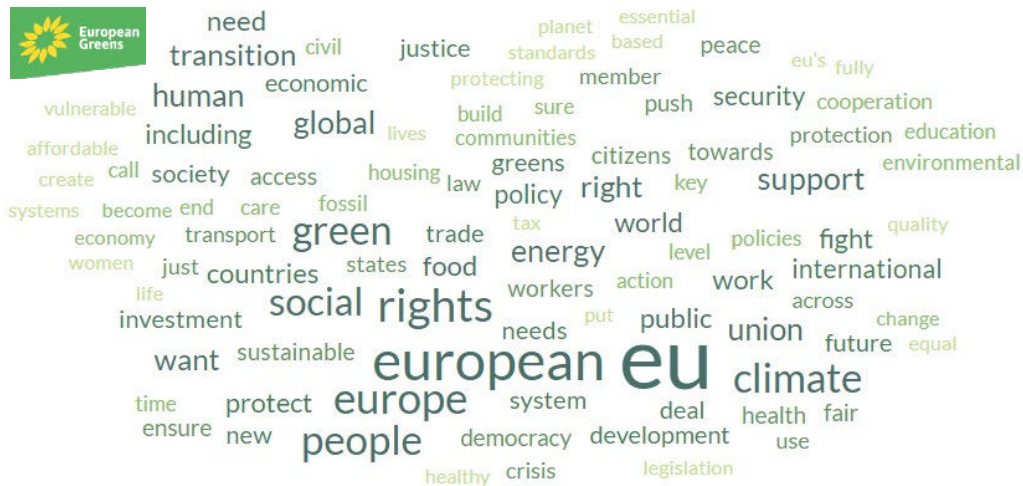 European
Greens
need
planet essential
transition civil justice standards based peace
economic protecting member eu's fully
vulnerable human build sure push security cooperation
including global lives communities protection education
affordable greens citizens towards environmental
create call society access housing law policy right key support
systems become end care fossil
economy transport green trade tax world level policies fight quality
women just countries states food energy action work international
life social rights workers across
investment needs put public union future change equal
want sustainable european eu climate
time protect europe system deal health fair
ensure new people democracy development use
healthy crisis legislation